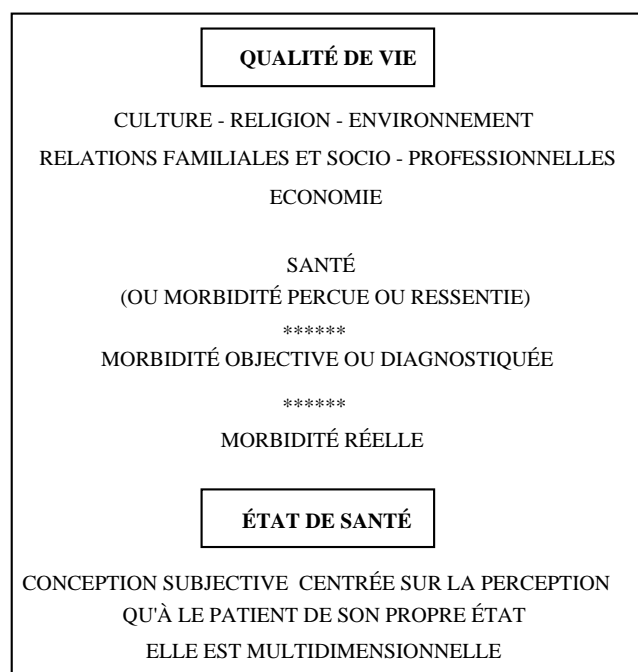 QUALITÉ DE VIE
CULTURE - RELIGION - ENVIRONNEMENT
RELATIONS FAMILIALES ET SOCIO - PROFESSIONNELLES
ECONOMIE
SANTÉ
(OU MORBIDITÉ PERCUE OU RESSENTIE)
******
MORBIDITÉ OBJECTIVE OU DIAGNOSTIQUÉE
******
MORBIDITÉ RÉELLE
ÉTAT DE SANTÉ
CONCEPTION SUBJECTIVE CENTRÉE SUR LA PERCEPTION
QU'À LE PATIENT DE SON PROPRE ÉTAT
ELLE EST MULTIDIMENSIONNELLE